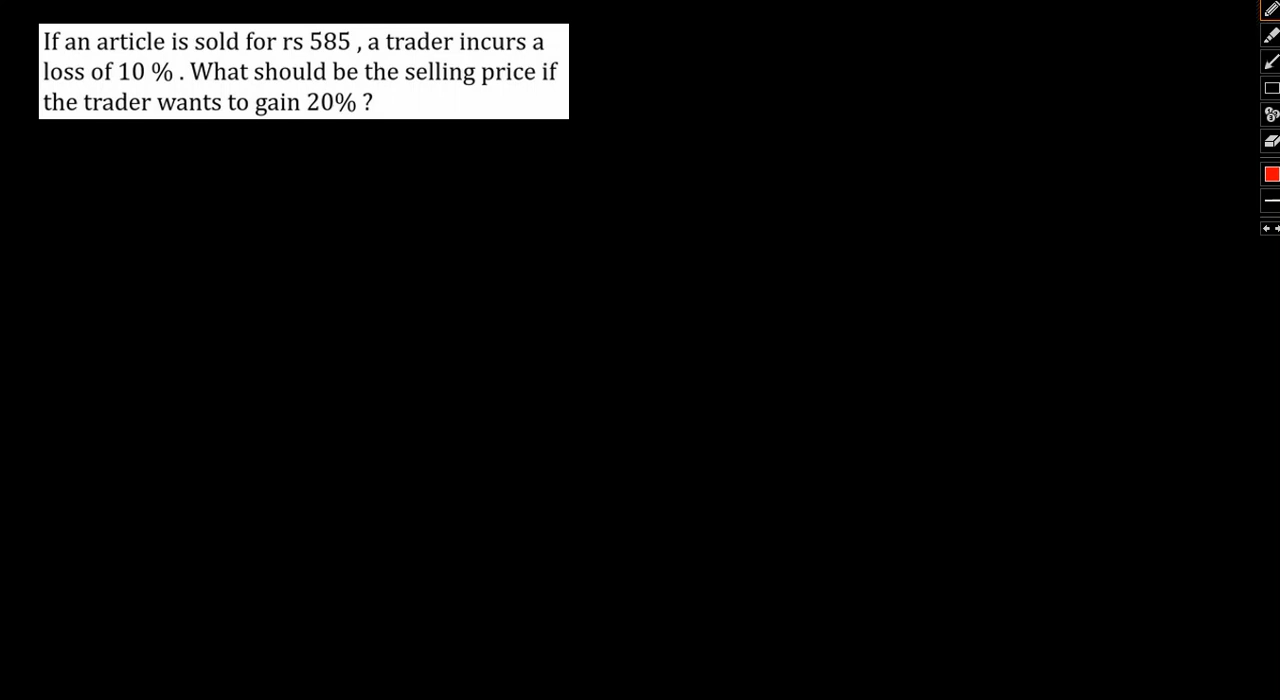 If an article is sold for rs 585 , a trader incurs a
loss of 10 % . What should be the selling price if
the trader wants to gain 20% ?